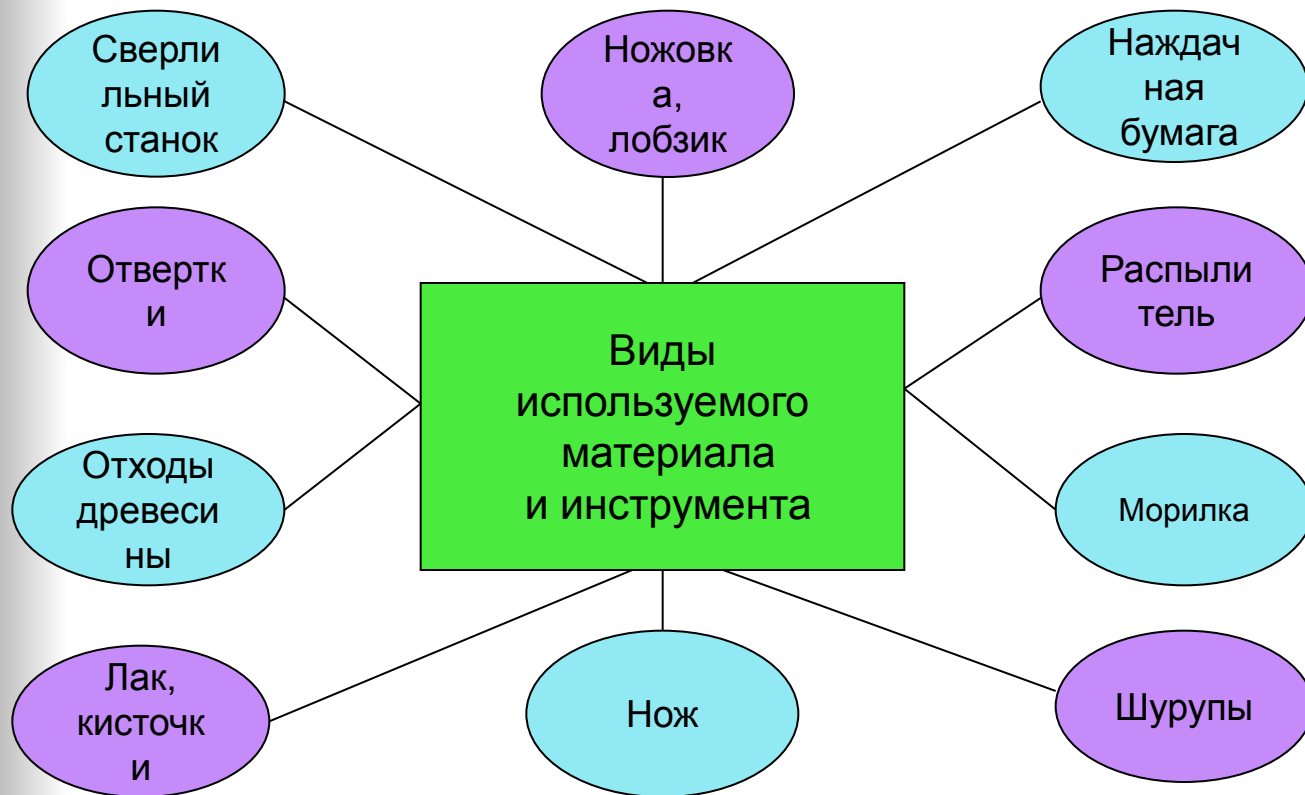 Сверли
льный
станок
Ножовк
а,
лобзик
Наждач
ная
бумага
Отвертк
и
Распыли
тель
Виды
используемого
материала
и инструмента
Отходы
древеси
ны
Морилка
Лак,
кисточк
и
Нож
Шурупы